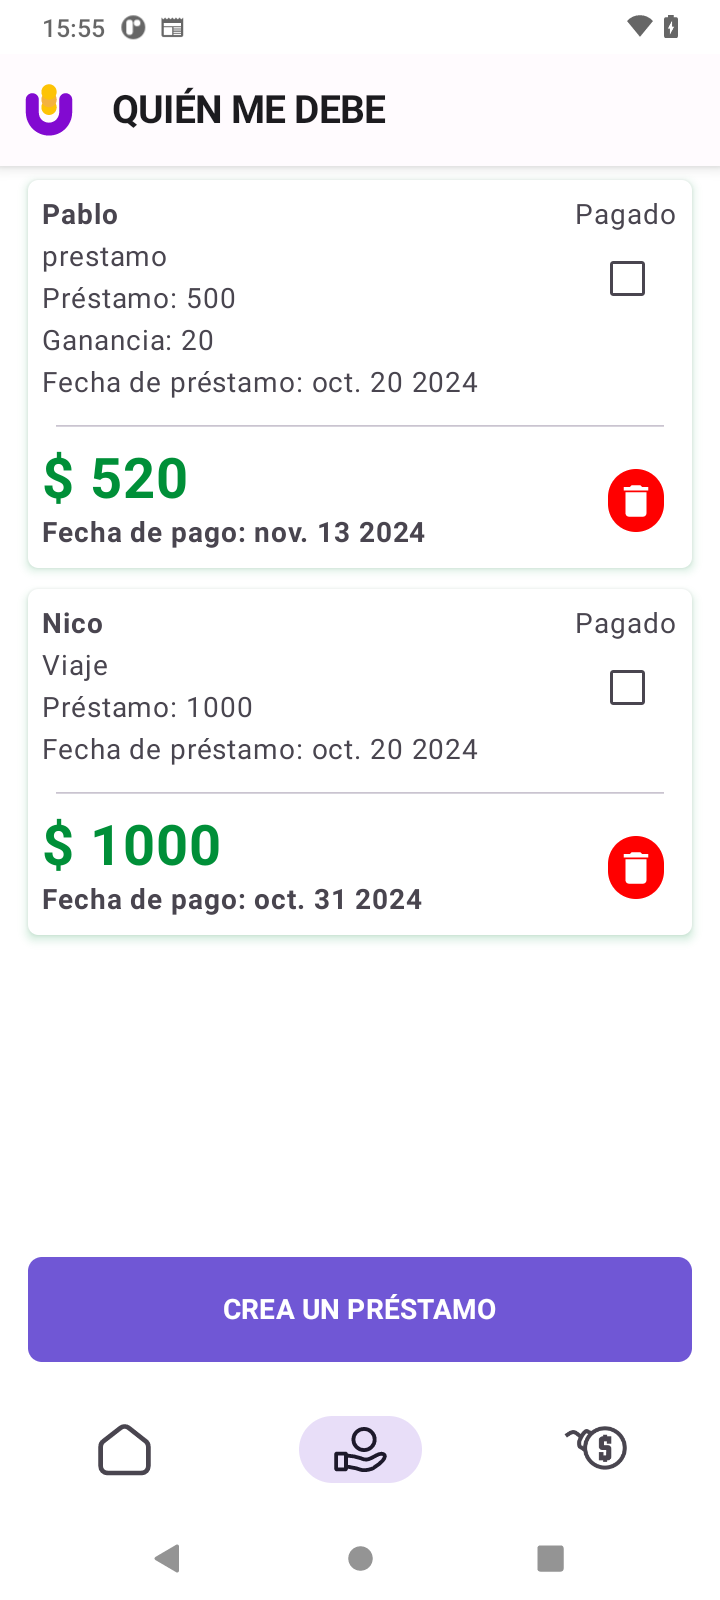 15:55
QUIÉN ME DEBE
Pablo
Pagado
prestamo
Préstamo: 500
Ganancia: 20
Fecha de préstamo: oct. 20 2024
$ 520
Fecha de pago: nov. 13 2024
Nico
Pagado
Viaje
Préstamo: 1000
Fecha de préstamo: oct. 20 2024
$ 1000
Fecha de pago: oct. 31 2024
CREA UN PRÉSTAMO
$